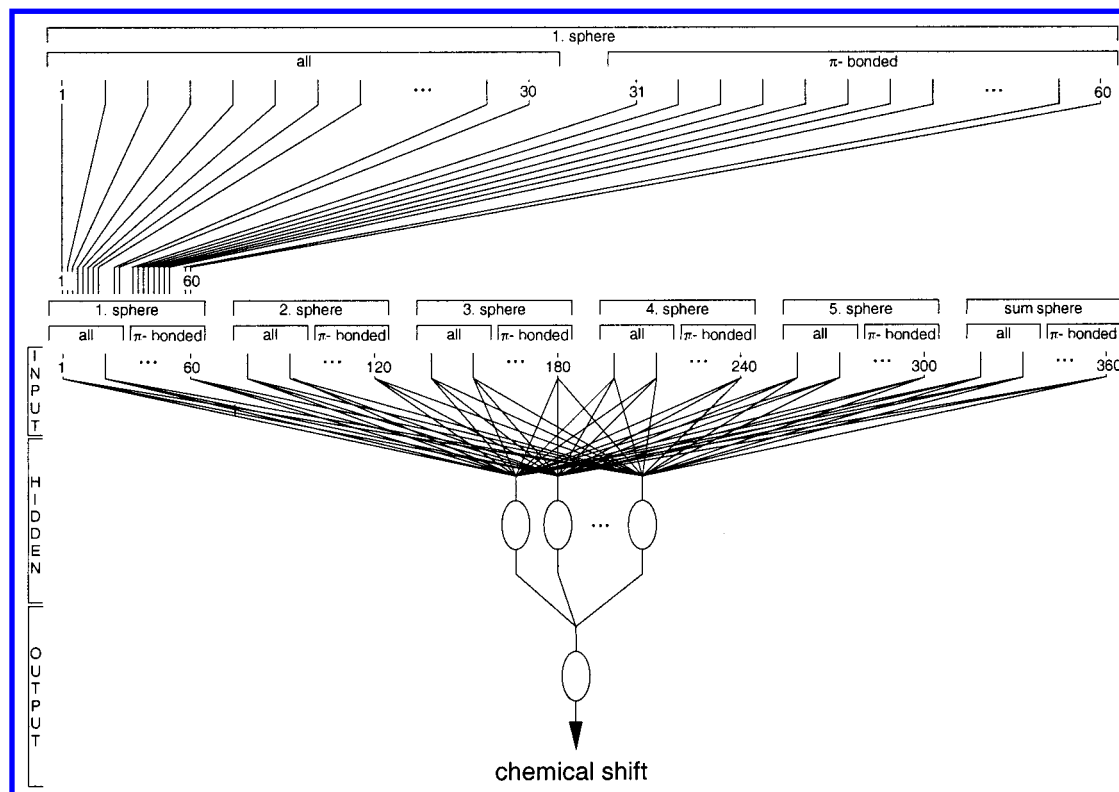 1. sphere
all π- bonded
1 ... 30 31 ... 60
1 60
1. sphere 2. sphere 3. sphere 4. sphere 5. sphere sum sphere
all π- bonded all π- bonded all π- bonded all π- bonded all π- bonded all π- bonded
1 ... 60 ... 120 ... 180 ... 240 ... 300 ... 360
INPUT
HIDDEN
...
OUTPUT
chemical shift